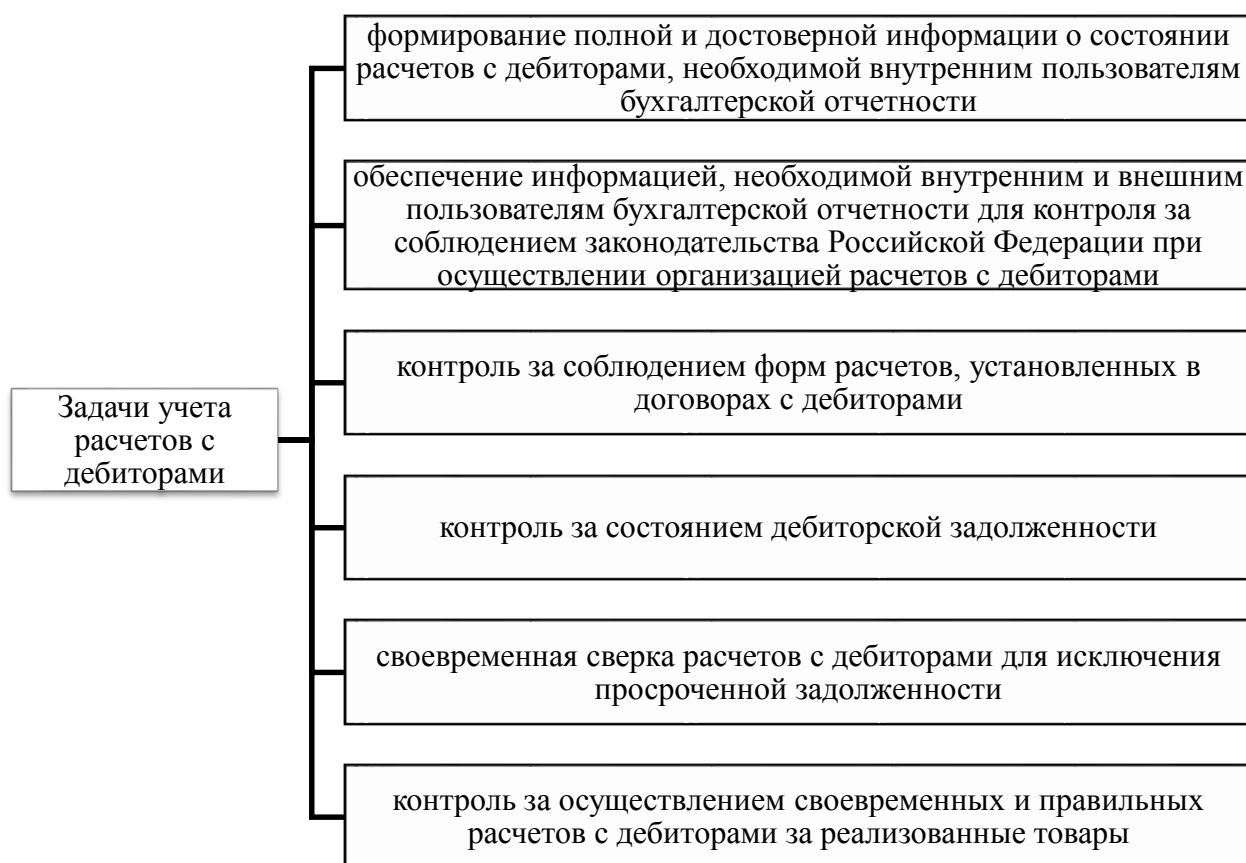 формирование полной и достоверной информации о состоянии
расчетов с дебиторами, необходимой внутренним пользователям
бухгалтерской отчетности
обеспечение информацией, необходимой внутренним и внешним
пользователям бухгалтерской отчетности для контроля за
соблюдением законодательства Российской Федерации при
осуществлении организацией расчетов с дебиторами
контроль за соблюдением форм расчетов, установленных в
договорах с дебиторами
Задачи учета
расчетов с
дебиторами
контроль за состоянием дебиторской задолженности
своевременная сверка расчетов с дебиторами для исключения
просроченной задолженности
контроль за осуществлением своевременных и правильных
расчетов с дебиторами за реализованные товары